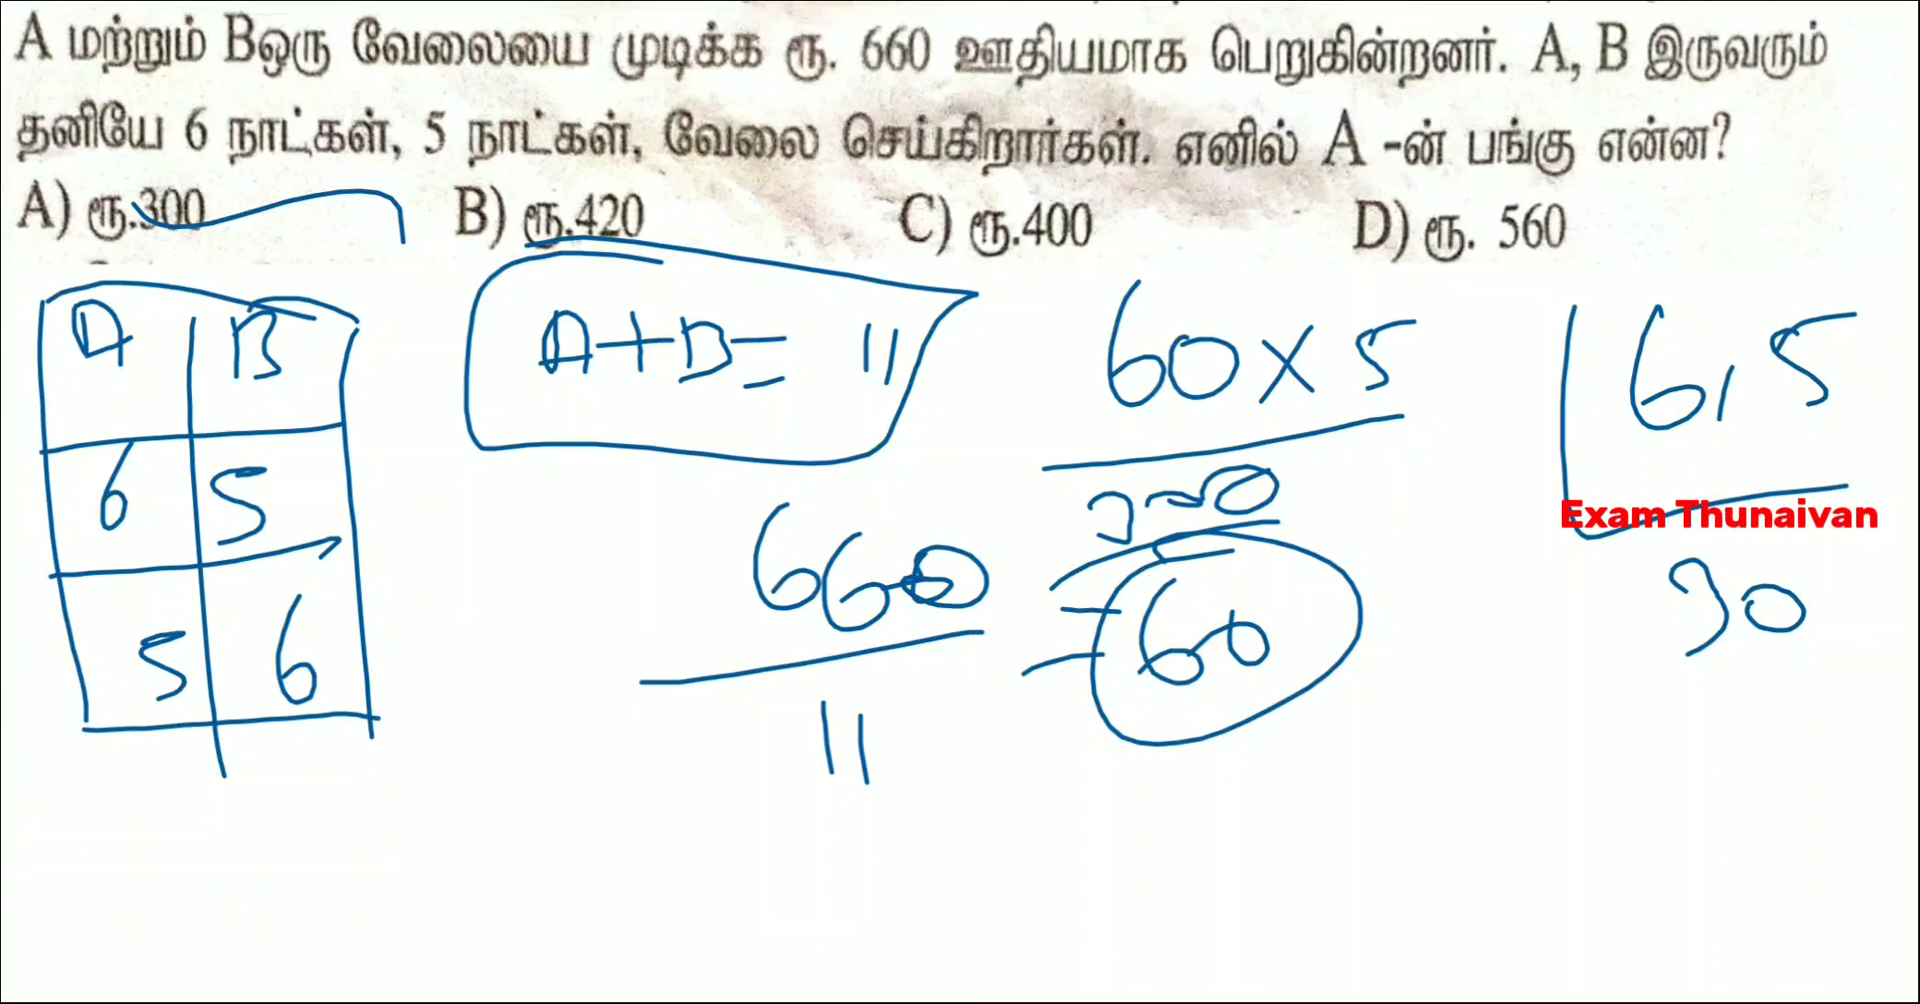 A மற்றும் Bஒரு வேலையை முடிக்க ரூ. 660 ஊதியமாக பெறுகின்றனர். A, B இருவரும்
தனியே 6 நாட்கள், 5 நாட்கள், வேலை செய்கிறார்கள். எனில் A -ன் பங்கு என்ன?
A) ரூ.300 B) ரூ.420 C) ரூ.400 D) ரூ. 560
A B
6 5
5 6
A+B= 11
660
11
60×5
300
=60
6,5
30
Exam Thunaivan